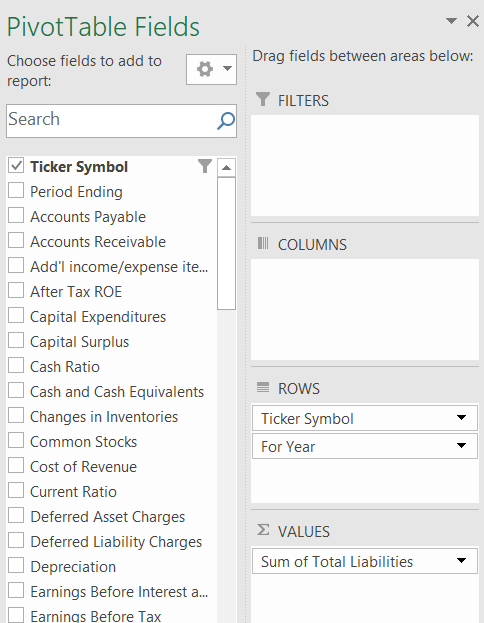 PivotTable Fields
Choose fields to add to
report:
Search
Ticker Symbol
Period Ending
Accounts Payable
Accounts Receivable
Add'l income/expense ite...
After Tax ROE
Capital Expenditures
Capital Surplus
Cash Ratio
Cash and Cash Equivalents
Changes in Inventories
Common Stocks
Cost of Revenue
Current Ratio
Deferred Asset Charges
Deferred Liability Charges
Depreciation
Earnings Before Interest a...
Earnings Before Tax
Drag fields between areas below:
FILTERS
COLUMNS
ROWS
Ticker Symbol
For Year
Σ VALUES
Sum of Total Liabilities